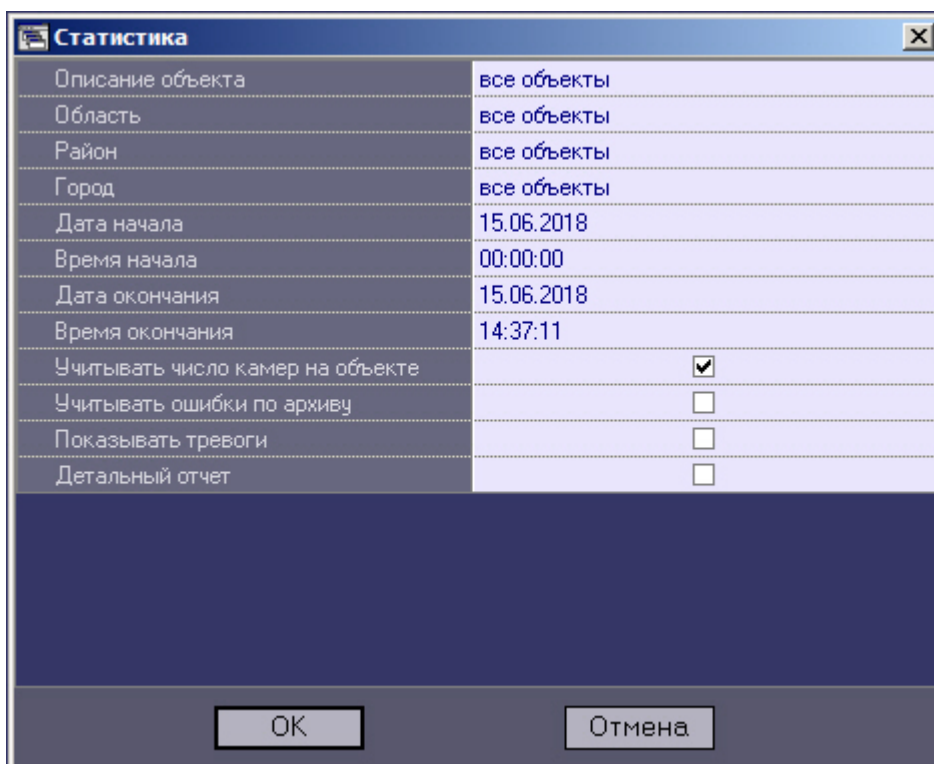 Статистика
Описание объекта все объекты
Область все объекты
Район все объекты
Город все объекты
Дата начала 15.06.2018
Время начала 00:00:00
Дата окончания 15.06.2018
Время окончания 14:37:11
Учитывать число камер на объекте
Учитывать ошибки по архиву
Показывать тревоги
Детальный отчет
OK Отмена